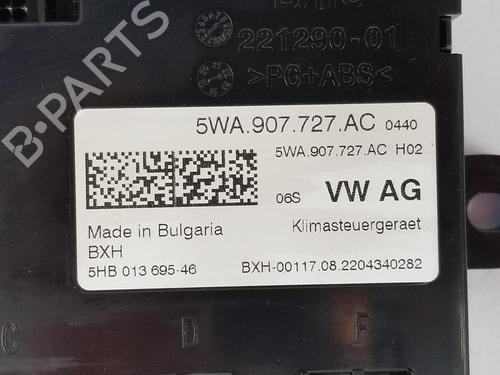 221290-01
>PC+ABS<
5WA.907.727.AC 0440
5WA.907.727.AC H02
06S VW AG
Made in Bulgaria Klimasteuergeraet
BXH
5HB 013 695-46 BXH-00117.08.2204340282
C D F
B-Parts